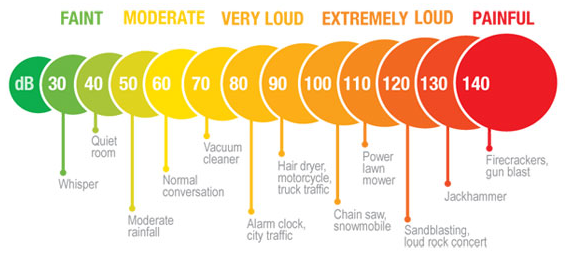 FAINT MODERATE VERY LOUD EXTREMELY LOUD PAINFUL
dB 30 40 50 60 70 80 90 100 110 120 130 140
Whisper
Quiet
room
Moderate
rainfall
Normal
conversation
Vacuum
cleaner
Alarm clock,
city traffic
Hair dryer,
motorcycle,
truck traffic
Chain saw,
snowmobile
Power
lawn
mower
Sandblasting,
loud rock concert
Jackhammer
Firecrackers,
gun blast